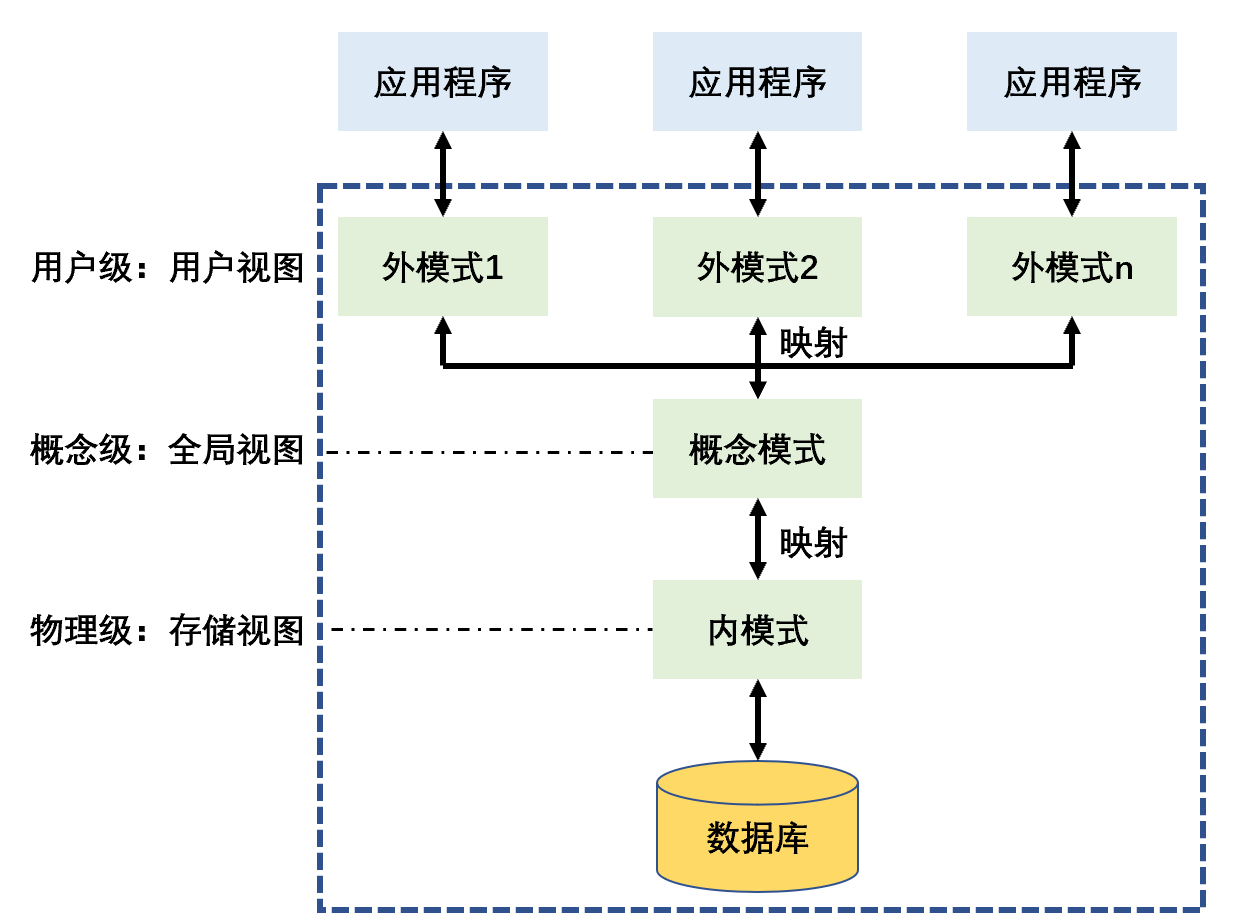 应用程序
应用程序
应用程序
用户级：用户视图
外模式1
外模式2
外模式n
映射
概念级：全局视图
概念模式
映射
物理级：存储视图
内模式
数据库